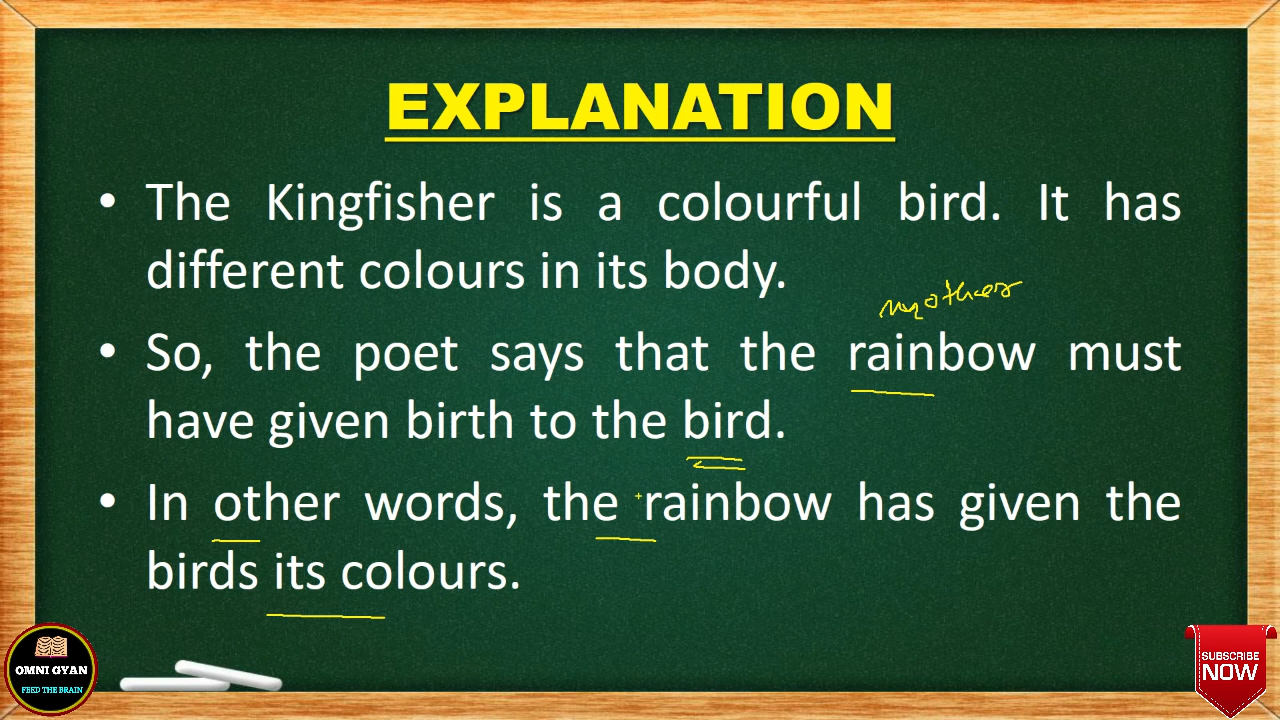 EXPLANATION
• The Kingfisher is a colourful bird. It has
different colours in its body.
mother
• So, the poet says that the rainbow must
have given birth to the bird.
• In other words, the rainbow has given the
birds its colours.
OMNI GYAN
FEED THE BRAIN
SUBSCRIBE
NOW